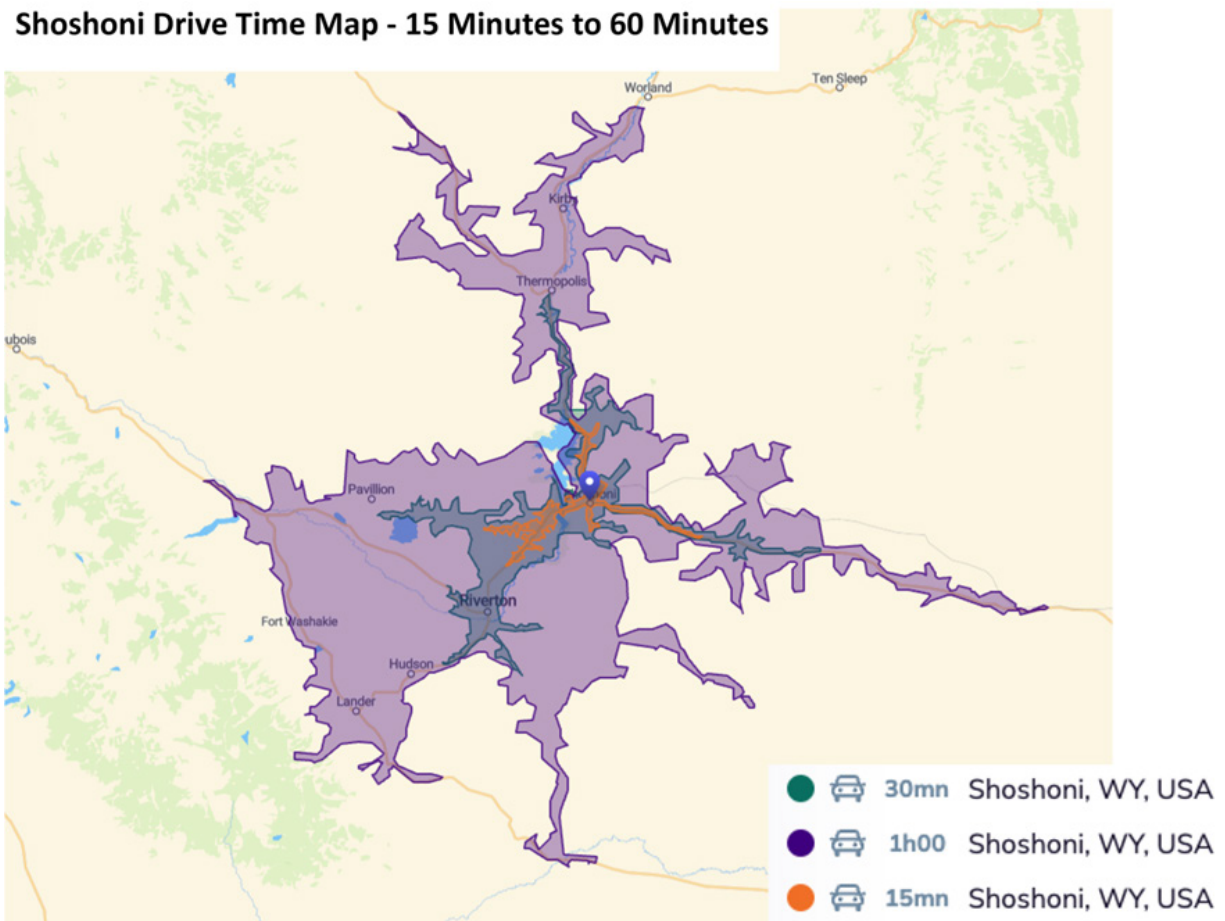 Shoshoni Drive Time Map - 15 Minutes to 60 Minutes
Worland
Ten Sleep
Kirby
Thermopolis
ubois
Pavillion
Riverton
Fort Washakie
Hudson
Lander
30mn Shoshoni, WY, USA
1h00 Shoshoni, WY, USA
15mn Shoshoni, WY, USA